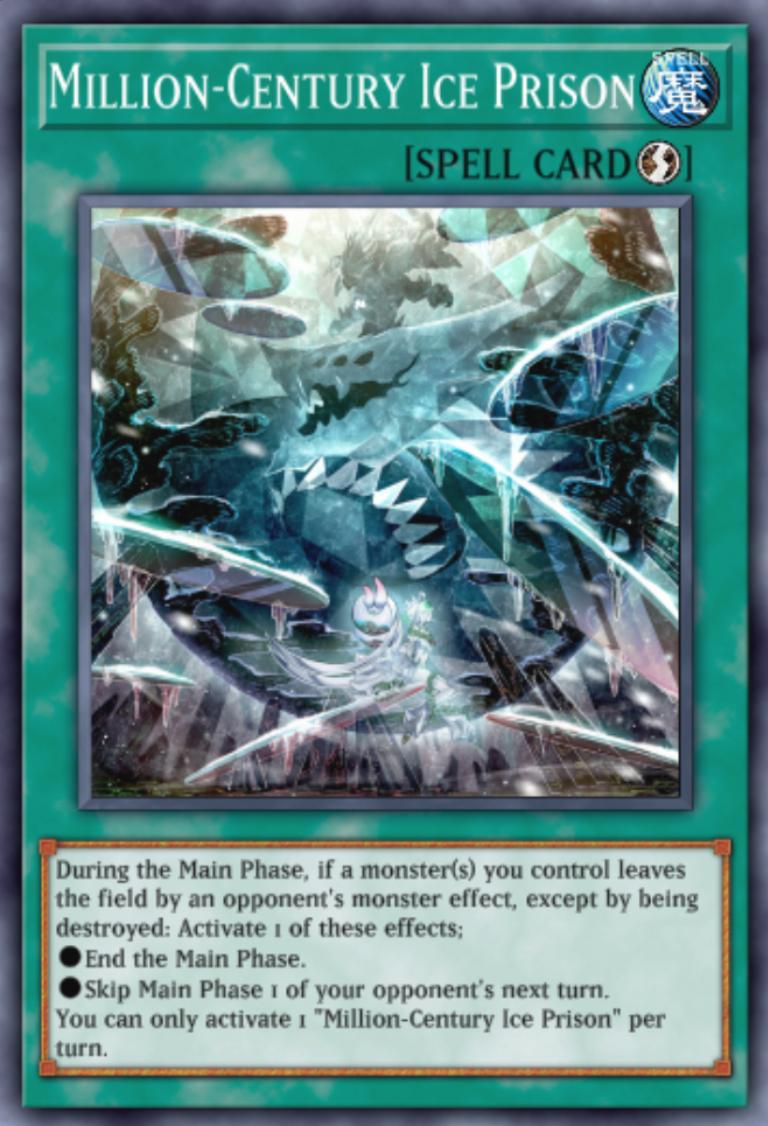 MILLION-CENTURY ICE PRISON
SPELL
魔
[SPELL CARD]
During the Main Phase, if a monster(s) you control leaves
the field by an opponent's monster effect, except by being
destroyed: Activate 1 of these effects;
●End the Main Phase.
●Skip Main Phase 1 of your opponent's next turn.
You can only activate 1 "Million-Century Ice Prison" per
turn.